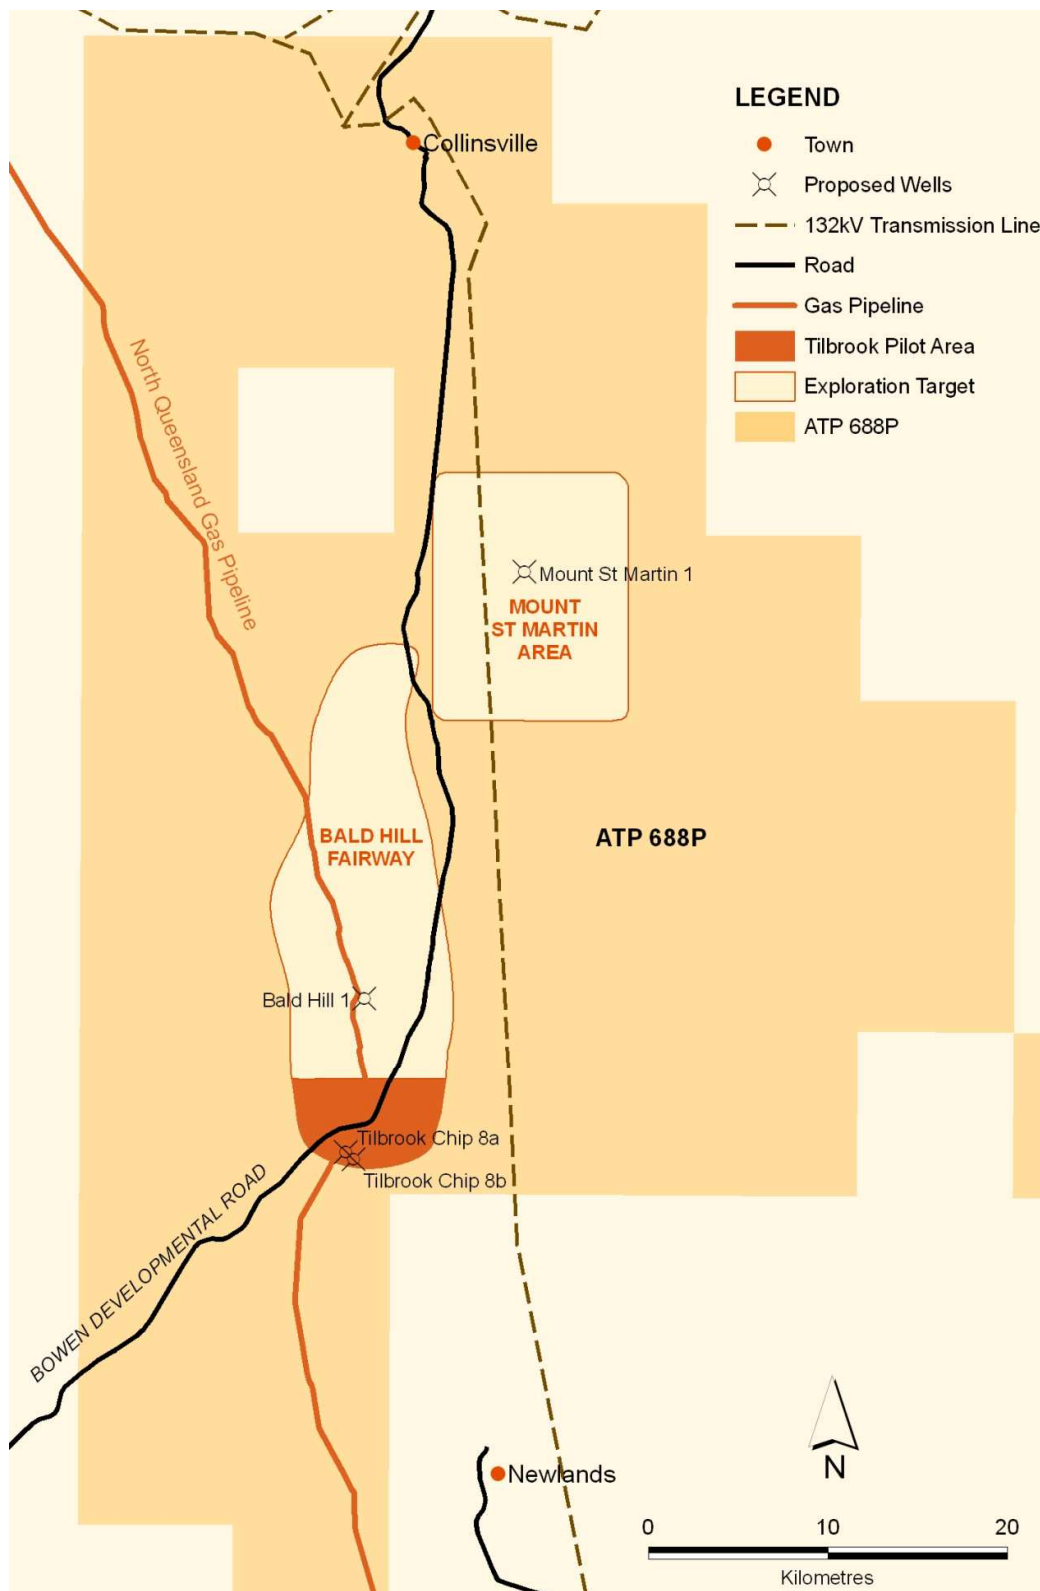 Collinsville
LEGEND
Town
Proposed Wells
132kV Transmission Line
Road
Gas Pipeline
Tilbrook Pilot Area
Exploration Target
ATP 688P
North Queensland Gas Pipeline
Mount St Martin 1
MOUNT
ST MARTIN
AREA
BALD HILL
FAIRWAY
ATP 688P
Bald Hill 1
Tilbrook Chip 8a
Tilbrook Chip 8b
BOWEN DEVELOPMENTAL ROAD
Newlands
N
0 10 20
Kilometres